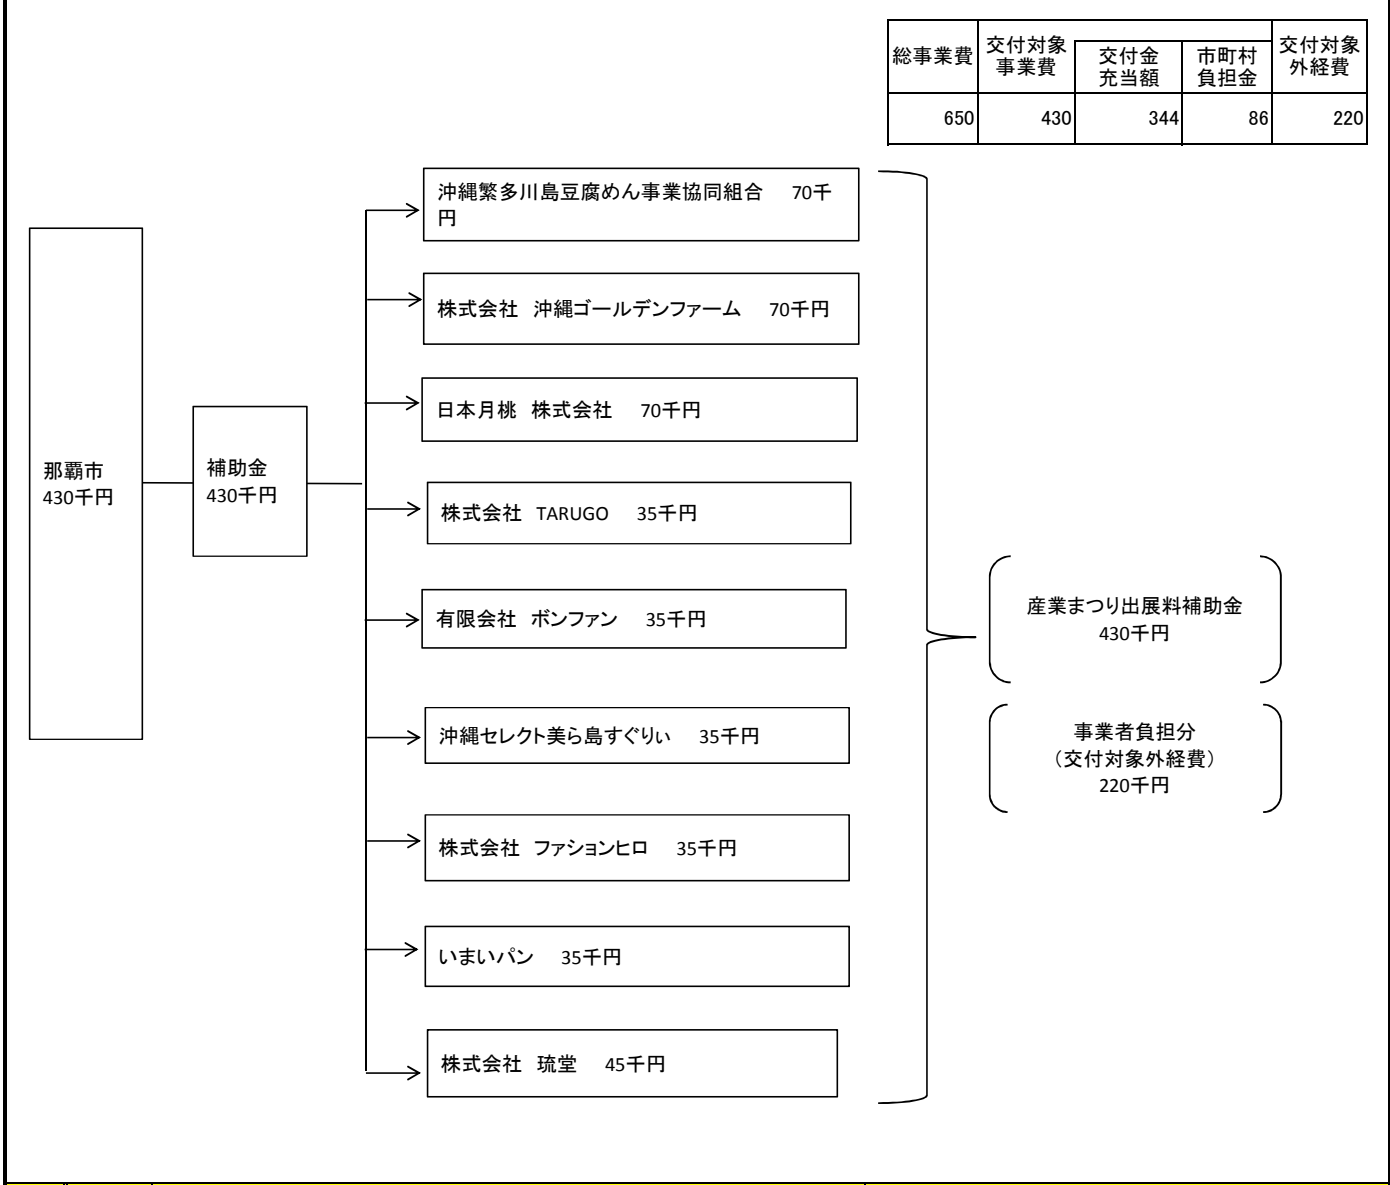 総事業費
交付対象
事業費
交付金
充当額
市町村
負担金
交付対象
外経費
650
430
344
86
220
那覇市
430千円
補助金
430千円
沖縄繁多川島豆腐めん事業協同組合　70千
円
株式会社　沖縄ゴールデンファーム　70千円
日本月桃　株式会社　70千円
株式会社　TARUGO　35千円
有限会社　ボンファン　35千円
沖縄セレクト美ら島すぐりぃ　35千円
株式会社　ファションヒロ　35千円
いまいパン　35千円
株式会社　琉堂　45千円
産業まつり出展料補助金
430千円
事業者負担分
（交付対象外経費）
220千円